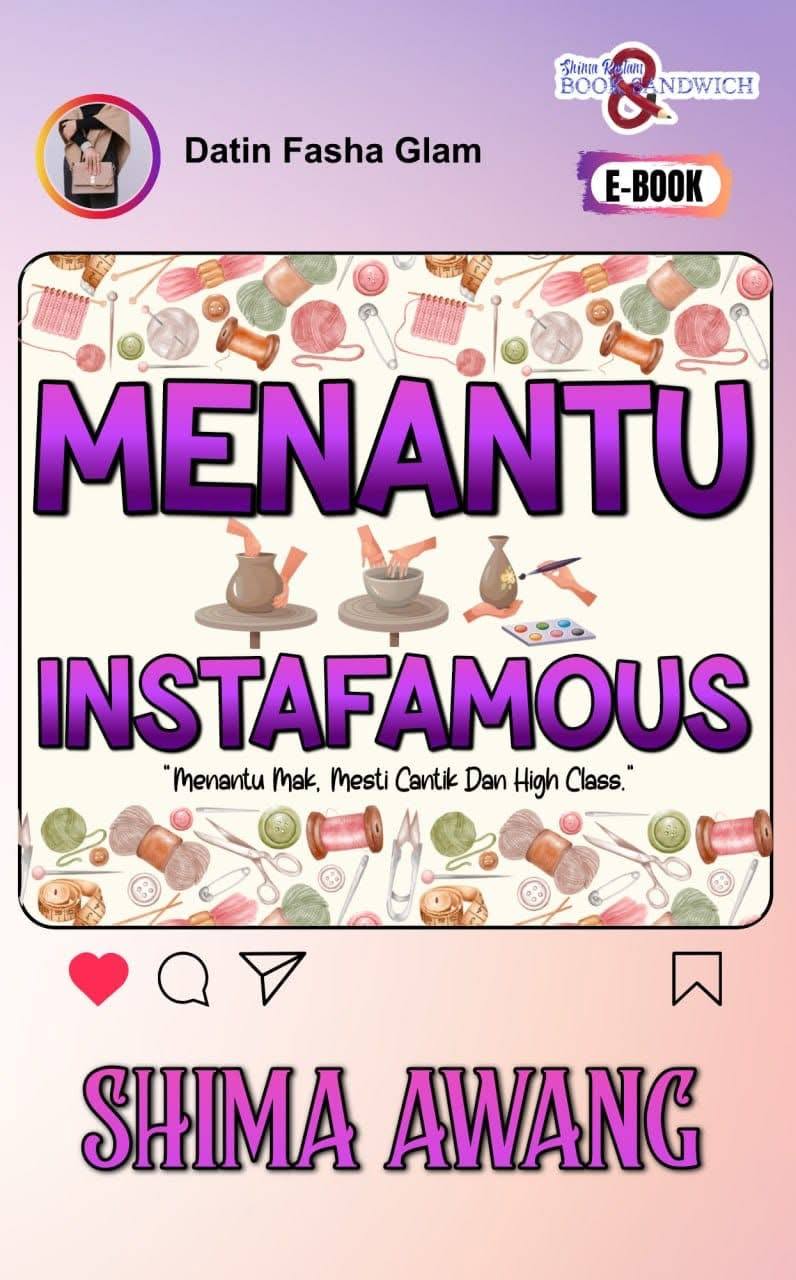 Shima Rostam
BOOK & SANDWICH
Datin Fasha Glam
E-BOOK
MENANTU
INSTAFAMOUS
"Menantu Mak, Mesti Cantik Dan High Class."
SHIMA AWANG